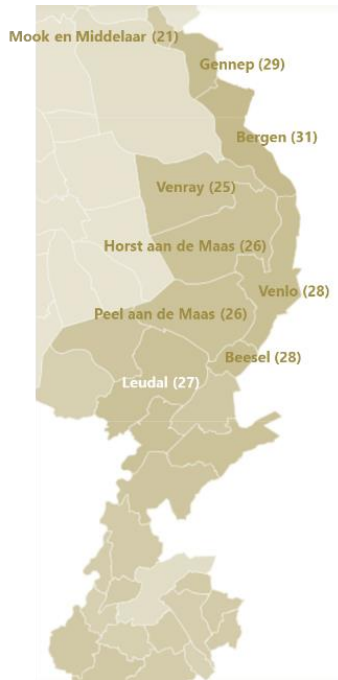 Mook en Middelaar (21)
Gennep (29)
Bergen (31)
Venray (25)
Horst aan de Maas (26)
Venlo (28)
Peel aan de Maas (26)
Beesel (28)
Leudal (27)